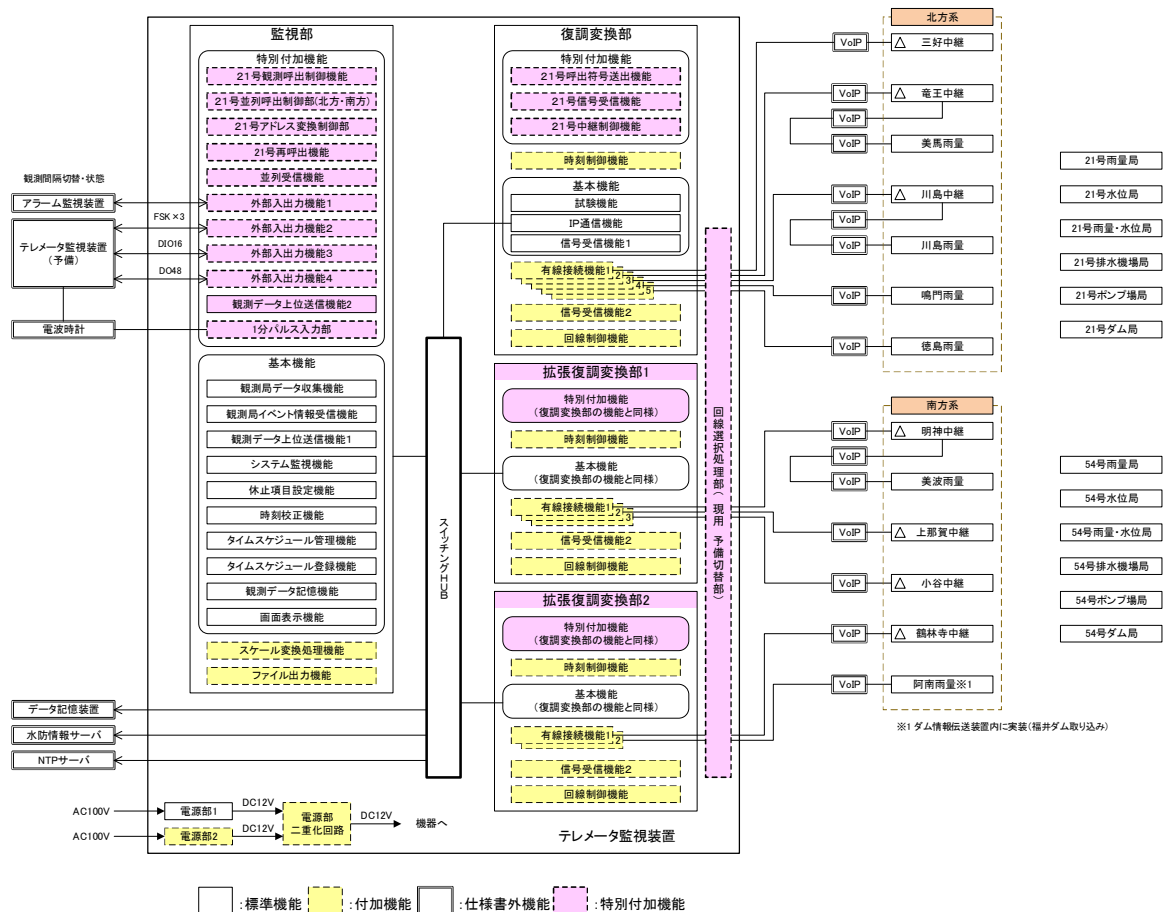 監視部
特別付加機能
21号観測呼出制御機能
21号並列呼出制御部(北方・南方)
21号アドレス変換制御部
21号再呼出機能
並列受信機能
外部入出力機能1
外部入出力機能2
外部入出力機能3
外部入出力機能4
観測データ上位送信機能2
1分パルス入力部
基本機能
観測局データ収集機能
観測局イベント情報受信機能
観測データ上位送信機能1
システム監視機能
休止項目設定機能
時刻校正機能
タイムスケジュール管理機能
タイムスケジュール登録機能
観測データ記憶機能
画面表示機能
スケール変換処理機能
ファイル出力機能
観測間隔切替・状態
アラーム監視装置
FSK×3
テレメータ監視装置
(予備)
DIO16
DO48
電波時計
データ記憶装置
水防情報サーバ
NTPサーバ
AC100V
電源部1
DC12V
AC100V
電源部2
DC12V
電源部
二重化回路
DC12V
機器へ
スイッチングHUB
復調変換部
特別付加機能
21号呼出符号送出機能
21号信号受信機能
21号中継制御機能
時刻制御機能
基本機能
試験機能
IP通信機能
信号受信機能1
有線接続機能1
2
3
4
5
信号受信機能2
回線制御機能
拡張復調変換部1
特別付加機能
(復調変換部の機能と同様)
時刻制御機能
基本機能
(復調変換部の機能と同様)
有線接続機能1
2
3
信号受信機能2
回線制御機能
拡張復調変換部2
特別付加機能
(復調変換部の機能と同様)
時刻制御機能
基本機能
(復調変換部の機能と同様)
有線接続機能1
2
信号受信機能2
回線制御機能
テレメータ監視装置
回線選択処理部(現用 予備切替部)
北方系
VoIP
△ 三好中継
VoIP
△ 竜王中継
VoIP
VoIP
美馬雨量
VoIP
△ 川島中継
VoIP
VoIP
川島雨量
VoIP
鳴門雨量
VoIP
徳島雨量
南方系
VoIP
△ 明神中継
VoIP
VoIP
美波雨量
VoIP
△ 上那賀中継
VoIP
△ 小谷中継
VoIP
△ 鶴林寺中継
VoIP
阿南雨量※1
※1 ダム情報伝送装置内に実装(福井ダム取り込み)
21号雨量局
21号水位局
21号雨量・水位局
21号排水機場局
21号ポンプ場局
21号ダム局
54号雨量局
54号水位局
54号雨量・水位局
54号排水機場局
54号ポンプ場局
54号ダム局
:標準機能
:付加機能
:仕様書外機能
:特別付加機能